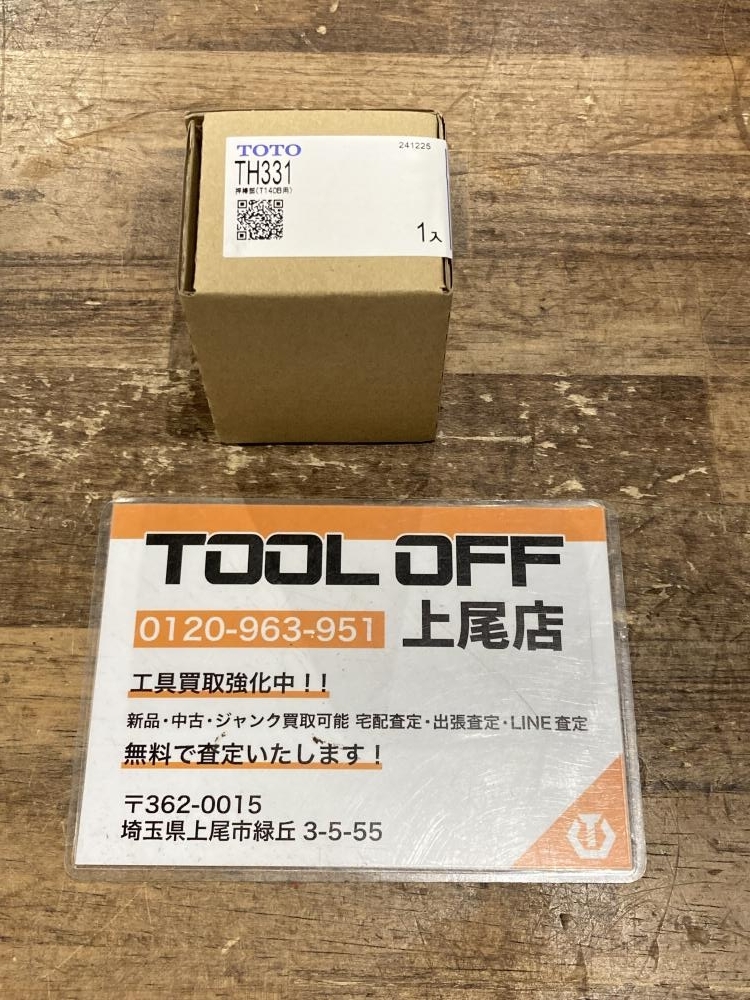 TOTO
241225
TH331
押棒部(T140B用)
1入
TOOL OFF
0120-963-951 上尾店
工具買取強化中！！
新品・中古・ジャンク買取可能 宅配査定・出張査定・LINE査定
無料で査定いたします！
〒362-0015
埼玉県上尾市緑丘 3-5-55